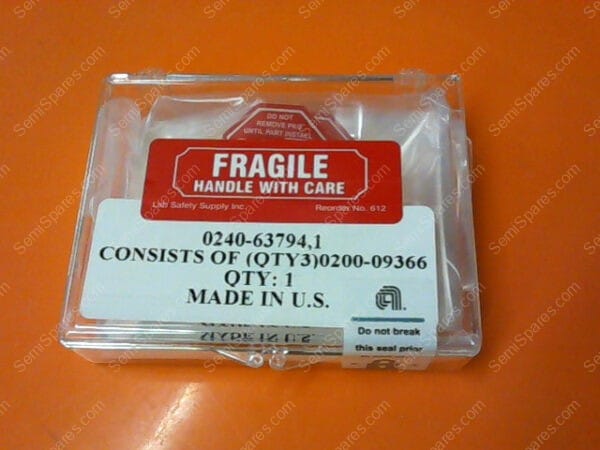 DO NOT
REMOVE
UNTIL PART
FRAGILE
HANDLE WITH CARE
Lab Safety Supply Inc. Reorder No. 612
0240-63794,1
CONSISTS OF (QTY3)0200-09366
QTY: 1
MADE IN U.S.
Do not break
this seal prior
SemiSpares.com